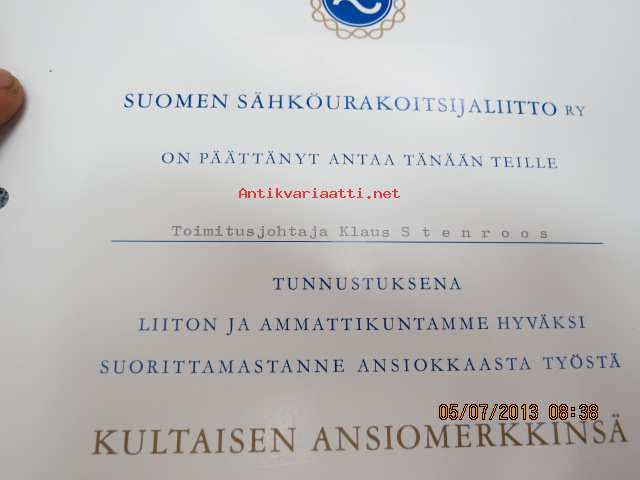 SUOMEN SÄHKÖURAKOITSIJALIITTO RY
ON PÄÄTTÄNYT ANTAA TÄNÄÄN TEILLE
Antikvariaatti.net
Toimitusjohtaja Klaus S t e n r o o s
TUNNUSTUKSENA
LIITON JA AMMATTIKUNTAMME HYVÄKSI
SUORITTAMASTANNE ANSIOKKAASTA TYÖSTÄ
05/07/2013 08:38
KULTAISEN ANSIOMERKKINSÄ